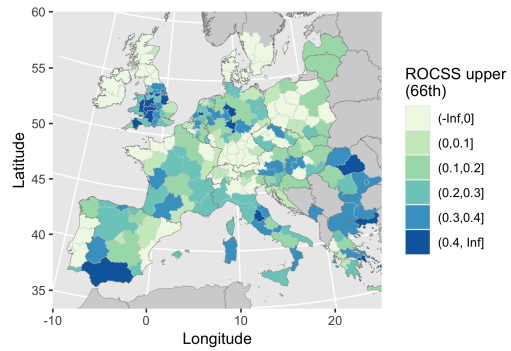 60
55
50
45
40
35
Latitude
-10
0
10
20
Longitude
ROCSS upper
(66th)
(-Inf,0]
(0,0.1]
(0.1,0.2]
(0.2,0.3]
(0.3,0.4]
(0.4, Inf]